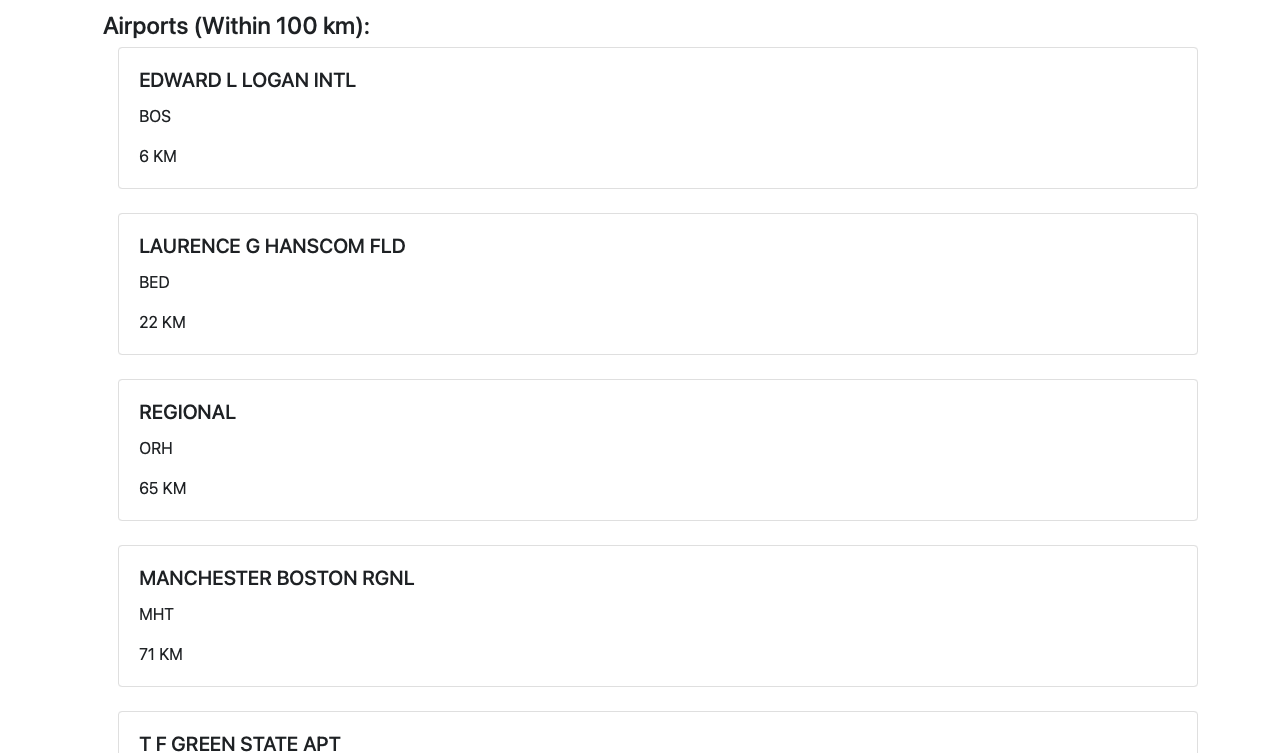 Airports (Within 100 km):
EDWARD L LOGAN INTL
BOS
6 KM
LAURENCE G HANSCOM FLD
BED
22 KM
REGIONAL
ORH
65 KM
MANCHESTER BOSTON RGNL
MHT
71 KM
T F GREEN STATE APT